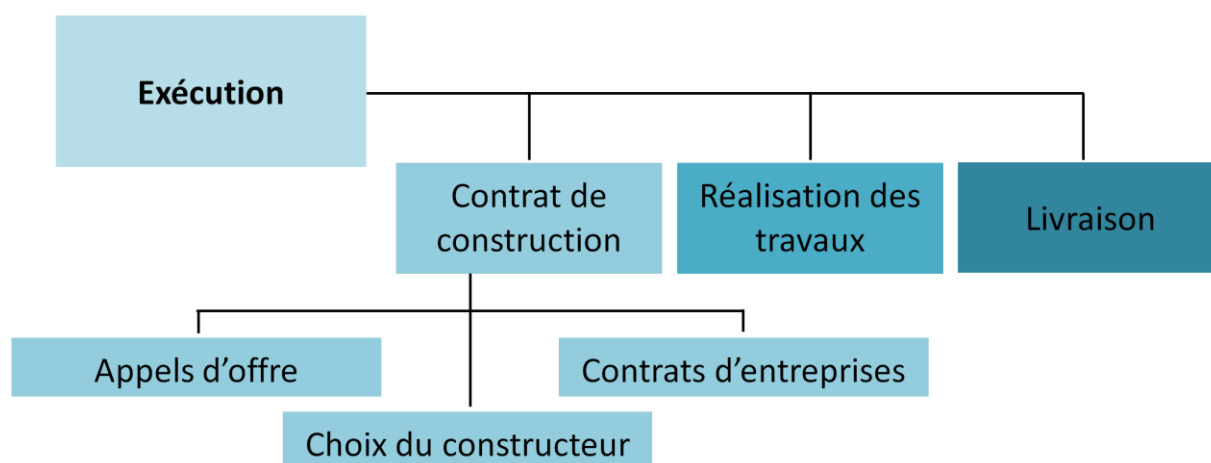 Exécution
Contrat de
construction
Réalisation des
travaux
Livraison
Appels d’offre
Contrats d’entreprises
Choix du constructeur